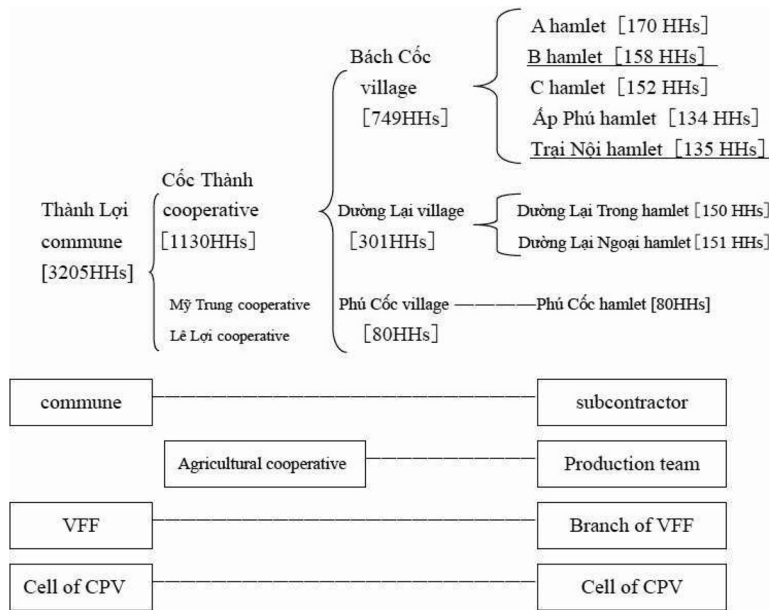 A hamlet［170 HHs］
Bách Cốc
B hamlet［158 HHs］
village
C hamlet［152 HHs］
［749HHs］
Ấp Phú hamlet［134 HHs］
Trại Nội hamlet［135 HHs］
Cốc Thành
Thành Lợi
cooperative
Dường Lại village
Dường Lại Trong hamlet［150 HHs］
commune
［1130HHs］
［301HHs］
Dường Lại Ngoại hamlet［151 HHs］
[3205HHs］
Mỹ Trung cooperative
Phú Cốc village
Phú Cốc hamlet [80HHs］
Lê Lợi cooperative
［80HHs］
commune
subcontractor
Agricultural cooperative
Production team
VFF
Branch of VFF
Cell of CPV
Cell of CPV